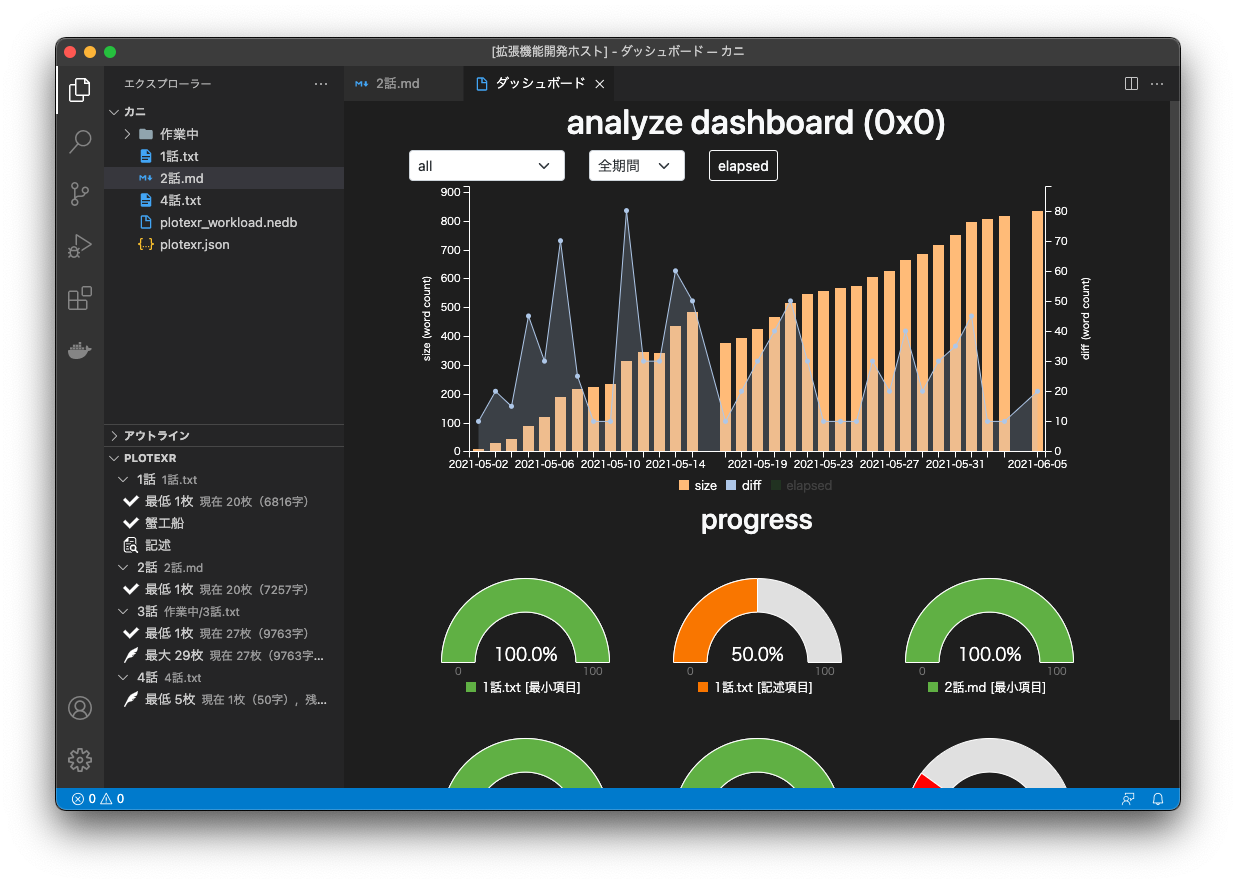 [拡張機能開発ホスト] - ダッシュボード — カニ
エクスプローラー
カニ
作業中
1話.txt
2話.md
4話.txt
plotexr_workload.nedb
{..} plotexr.json
アウトライン
PLOTEXR
1話 1話.txt
最低 1枚 現在 20枚（6816字）
蟹工船
記述
2話 2話.md
最低 1枚 現在 20枚（7257字）
3話 作業中/3話.txt
最低 1枚 現在 27枚（9763字）
最大 29枚 現在 27枚（9763字...
4話 4話.txt
最低 5枚 現在 1枚（50字）, 残...
2話.md
ダッシュボード
analyze dashboard (0x0)
all
全期間
elapsed
size (word count)
900
800
700
600
500
400
300
200
100
0
diff (word count)
80
70
60
50
40
30
20
10
0
2021-05-02 2021-05-06 2021-05-10 2021-05-14 2021-05-19 2021-05-23 2021-05-27 2021-05-31 2021-06-05
size diff elapsed
progress
100.0%
0 100
1話.txt [最小項目]
50.0%
0 100
1話.txt [記述項目]
100.0%
0 100
2話.md [最小項目]
0 0